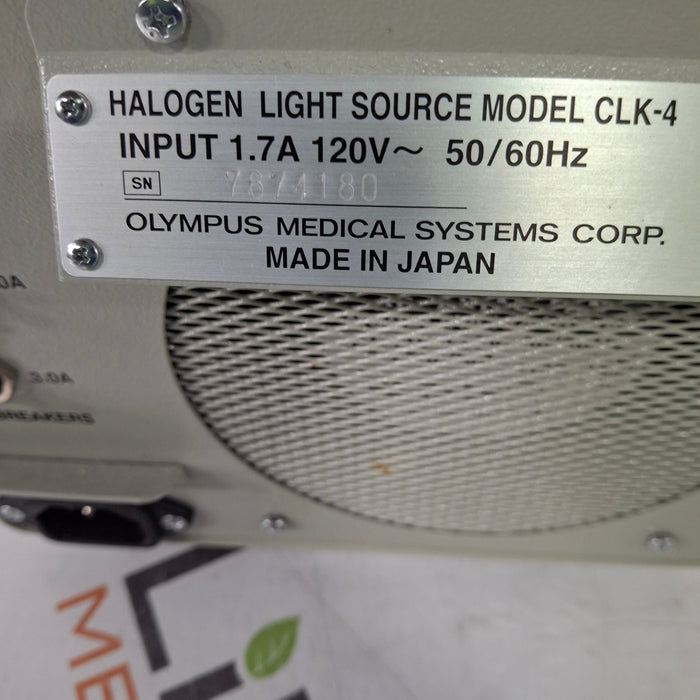 HALOGEN LIGHT SOURCE MODEL CLK-4
INPUT 1.7A 120V~ 50/60Hz
SN 7874180
OLYMPUS MEDICAL SYSTEMS CORP.
MADE IN JAPAN
0A
3.0A
BREAKERS